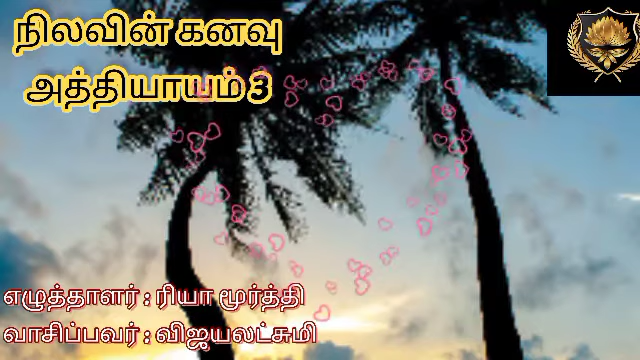 நிலவின் கனவு
அத்தியாயம் 3
எழுத்தாளர் : ரியா மூர்த்தி
வாசிப்பவர் : விஜயலட்சுமி